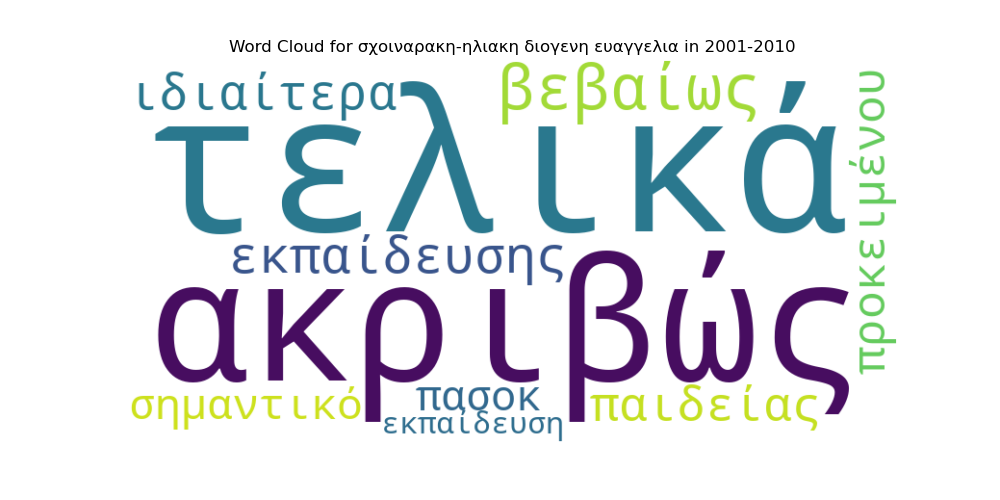 Word Cloud for σχοιναρακη-ηλιακη διογενη ευαγγελια in 2001-2010
ιδιαίτερα
βεβαίως
τελικά
προκειμένου
εκπαίδευσης
ακριβώς
σημαντικό
πασοκ
παιδείας
εκπαίδευση